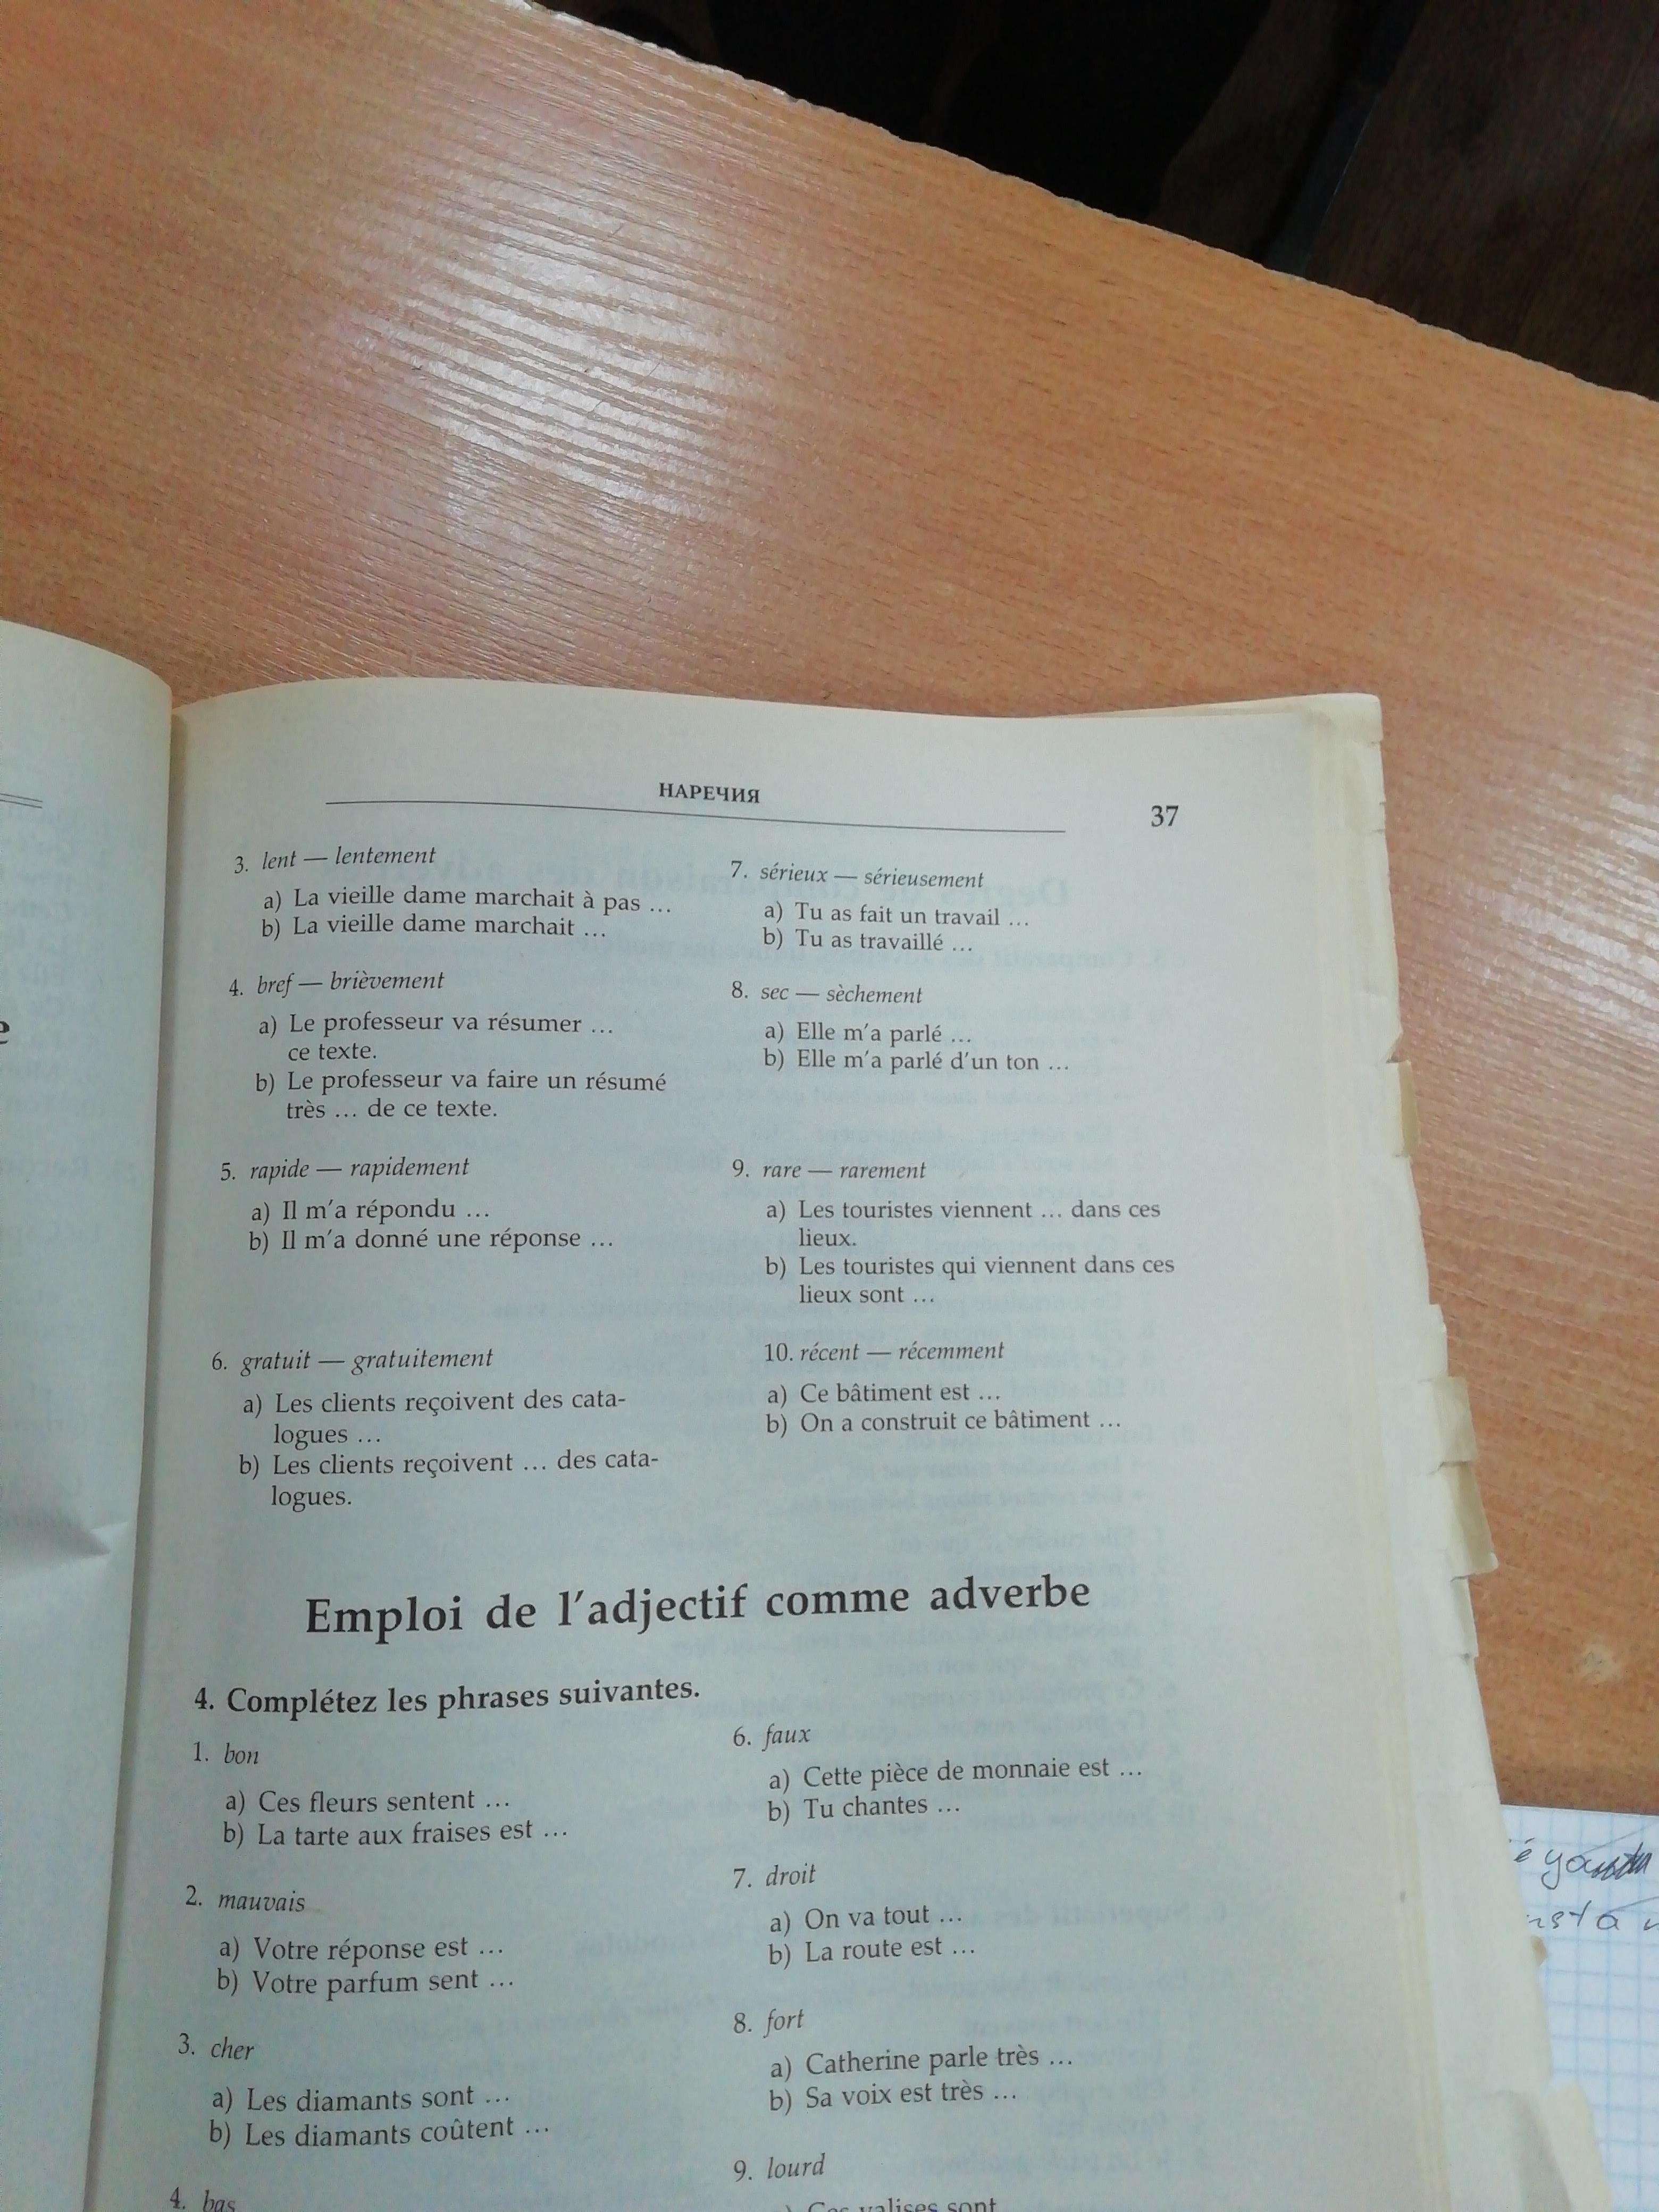 НАРЕЧИЯ
37
3. lent — lentement
a) La vieille dame marchait à pas ...
b) La vieille dame marchait ...
4. bref — brièvement
a) Le professeur va résumer ...
ce texte.
b) Le professeur va faire un résumé
très ... de ce texte.
5. rapide — rapidement
a) Il m'a répondu ...
b) Il m'a donné une réponse ...
6. gratuit — gratuitement
a) Les clients reçoivent des cata-
logues ...
b) Les clients reçoivent ... des cata-
logues.
7. sérieux — sérieusement
a) Tu as fait un travail ...
b) Tu as travaillé ...
8. sec — sèchement
a) Elle m'a parlé ...
b) Elle m'a parlé d'un ton ...
9. rare — rarement
a) Les touristes viennent ... dans ces
lieux.
b) Les touristes qui viennent dans ces
lieux sont ...
10. récent — récemment
a) Ce bâtiment est ...
b) On a construit ce bâtiment ...
Emploi de l'adjectif comme adverbe
4. Complétez les phrases suivantes.
1. bon
a) Ces fleurs sentent ...
b) La tarte aux fraises est ...
2. mauvais
a) Votre réponse est ...
b) Votre parfum sent ...
3. cher
a) Les diamants sont ...
b) Les diamants coûtent ...
4. bas
6. faux
a) Cette pièce de monnaie est ...
b) Tu chantes ...
7. droit
a) On va tout ...
b) La route est ...
8. fort
a) Catherine parle très ...
b) Sa voix est très ...
9. lourd
a) Ces valises sont